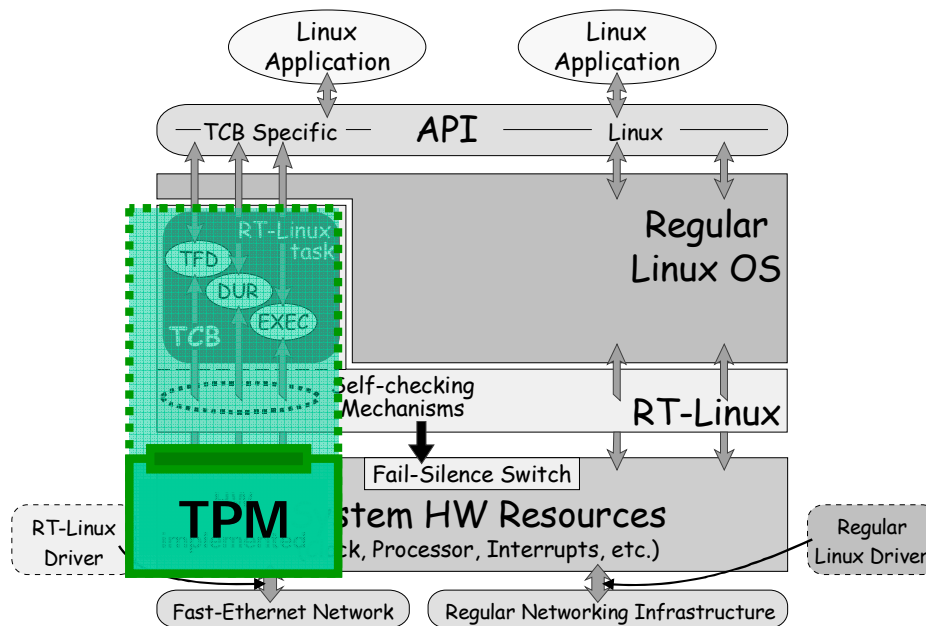 Linux
Application
Linux
Application
TCB Specific
API
Linux
RT-Linux
task
TFD
DUR
EXEC
TCB
Regular
Linux OS
Self-checking
Mechanisms
RT-Linux
Fail-Silence Switch
TPM
stem HW Resources
implemented
ck, Processor, Interrupts, etc.)
RT-Linux
Driver
Regular
Linux Driver
Fast-Ethernet Network
Regular Networking Infrastructure